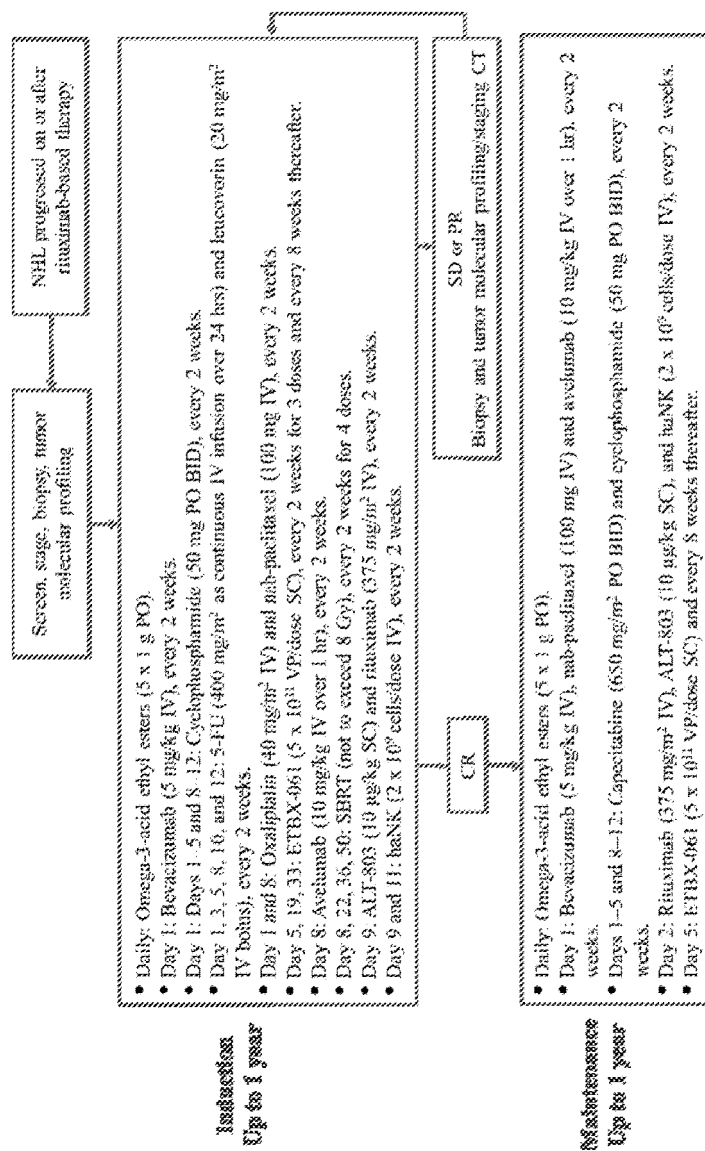 NHL progressed on or after
rituximab-based therapy
Screen, stage, biopsy, tumor
molecular profiling
Induction
Up to 1 year
• Daily: Omega-3-acid ethyl esters (5 x 1 g PO).
• Day 1: Bevacizumab (5 mg/kg IV), every 2 weeks.
• Day 1: Days 1–5 and 8–12: Cyclophosphamide (50 mg PO BID), every 2 weeks.
• Day 1, 3, 5, 8, 10, and 12: 5-FU (400 mg/m² as continuous IV infusion over 24 hrs) and leucovorin (20 mg/m²
IV bolus), every 2 weeks.
• Day 1 and 8: Oxaliplatin (40 mg/m² IV) and nab-paclitaxel (100 mg IV), every 2 weeks.
• Day 5, 19, 33: ETBX-061 (5 x 10¹¹ VP/dose SC), every 2 weeks for 3 doses and every 8 weeks thereafter.
• Day 8: Avelumab (10 mg/kg IV over 1 hr), every 2 weeks.
• Day 8, 22, 36, 50: SBRT (not to exceed 8 Gy), every 2 weeks for 4 doses.
• Day 9. ALT-803 (10 µg/kg SC) and rituximab (375 mg/m² IV), every 2 weeks.
• Day 9 and 11: haNK (2 x 10⁹ cells/dose IV), every 2 weeks.
SD or PR
Biopsy and tumor molecular profiling/staging CT
CR
Maintenance
Up to 1 year
• Daily: Omega-3-acid ethyl esters (5 x 1 g PO).
• Day 1: Bevacizumab (5 mg/kg IV), nab-paclitaxel (100 mg IV) and avelumab (10 mg/kg IV over 1 hr), every 2
weeks.
• Days 1–5 and 8–12: Capecitabine (650 mg/m² PO BID) and cyclophosphamide (50 mg PO BID), every 2
weeks.
• Day 2: Rituximab (375 mg/m² IV), ALT-803 (10 µg/kg SC), and haNK (2 x 10⁹ cells/dose IV), every 2 weeks.
• Day 5: ETBX-061 (5 x 10¹¹ VP/dose SC) and every 8 weeks thereafter.